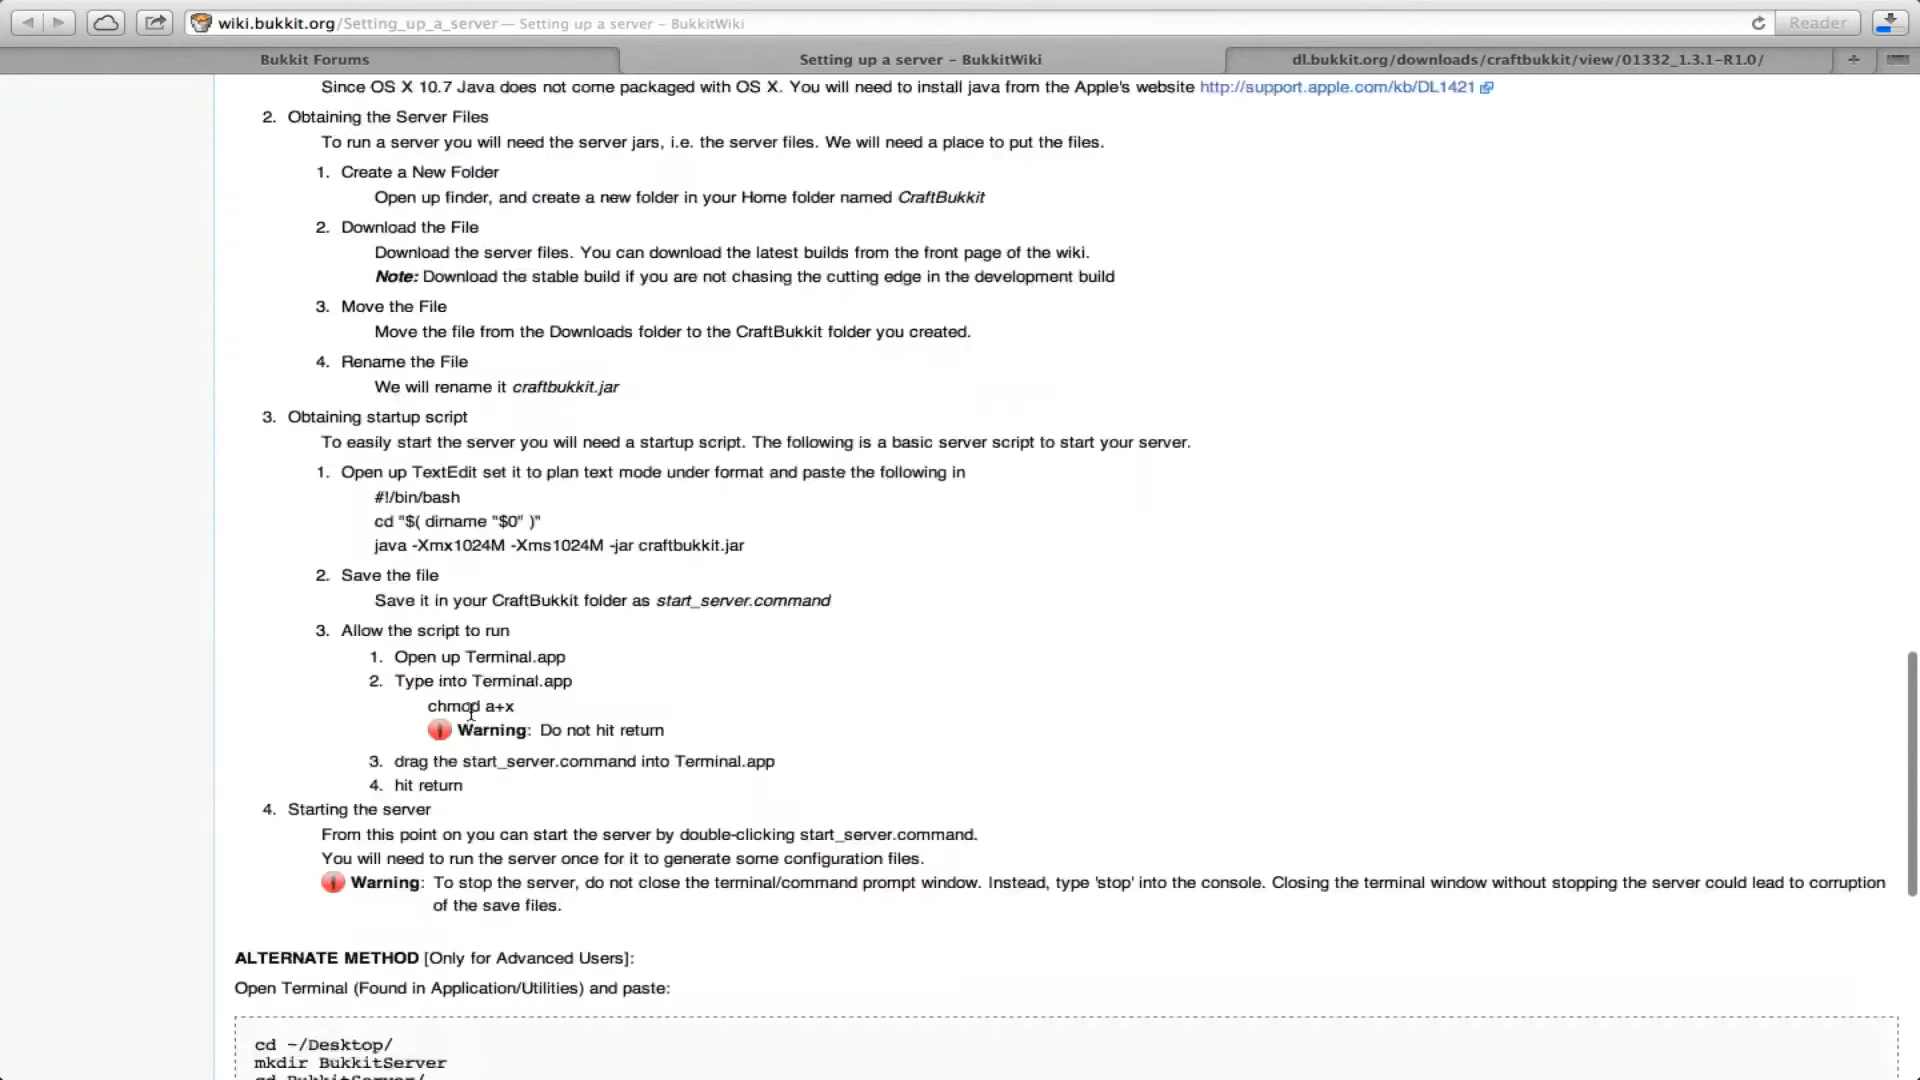 wiki.bukkit.org/Setting_up_a_server — Setting up a server – BukkitWiki
Reader
Bukkit Forums
Setting up a server – BukkitWiki
dl.bukkit.org/downloads/craftbukkit/view/01332_1.3.1-R1.0/
Since OS X 10.7 Java does not come packaged with OS X. You will need to install java from the Apple's website http://support.apple.com/kb/DL1421
2. Obtaining the Server Files
To run a server you will need the server jars, i.e. the server files. We will need a place to put the files.
1. Create a New Folder
Open up finder, and create a new folder in your Home folder named CraftBukkit
2. Download the File
Download the server files. You can download the latest builds from the front page of the wiki.
Note: Download the stable build if you are not chasing the cutting edge in the development build
3. Move the File
Move the file from the Downloads folder to the CraftBukkit folder you created.
4. Rename the File
We will rename it craftbukkit.jar
3. Obtaining startup script
To easily start the server you will need a startup script. The following is a basic server script to start your server.
1. Open up TextEdit set it to plan text mode under format and paste the following in
#!/bin/bash
cd "$( dirname "$0" )"
java -Xmx1024M -Xms1024M -jar craftbukkit.jar
2. Save the file
Save it in your CraftBukkit folder as start_server.command
3. Allow the script to run
1. Open up Terminal.app
2. Type into Terminal.app
chmod a+x
Warning: Do not hit return
3. drag the start_server.command into Terminal.app
4. hit return
4. Starting the server
From this point on you can start the server by double-clicking start_server.command.
You will need to run the server once for it to generate some configuration files.
Warning: To stop the server, do not close the terminal/command prompt window. Instead, type 'stop' into the console. Closing the terminal window without stopping the server could lead to corruption
of the save files.
ALTERNATE METHOD [Only for Advanced Users]:
Open Terminal (Found in Application/Utilities) and paste:
cd ~/Desktop/
mkdir BukkitServer
cd BukkitServer/